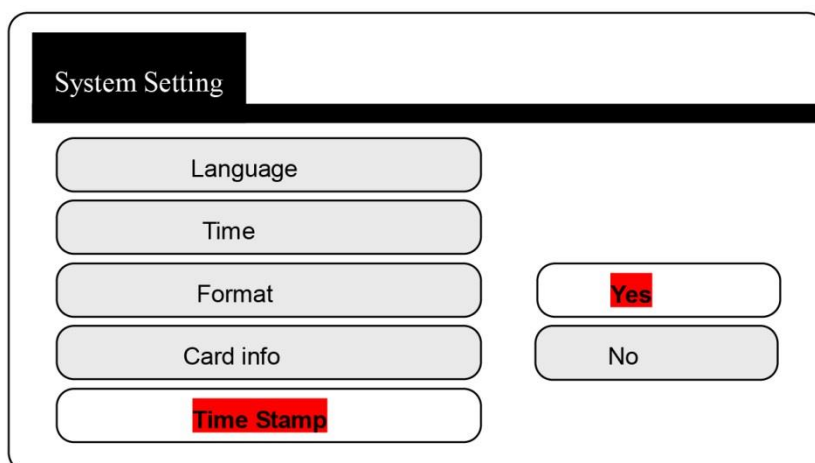 System Setting
Language
Time
Format
Yes
Card info
No
Time Stamp